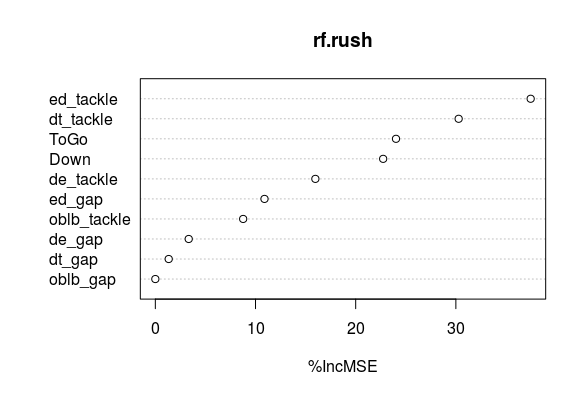 rf.rush
ed_tackle
dt_tackle
ToGo
Down
de_tackle
ed_gap
oblb_tackle
de_gap
dt_gap
oblb_gap
0 10 20 30
%IncMSE